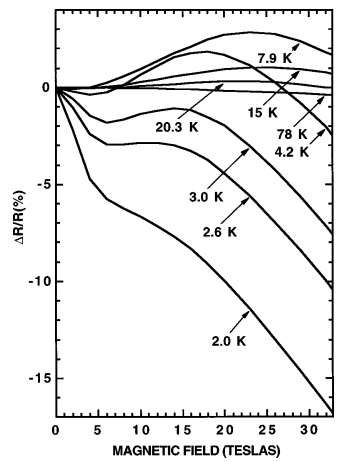 7.9 K
0
15 K
20.3 K
78 K
4.2 K
-5
3.0 K
2.6 K
ΔR/R(%)
-10
2.0 K
-15
0 5 10 15 20 25 30
MAGNETIC FIELD (TESLAS)